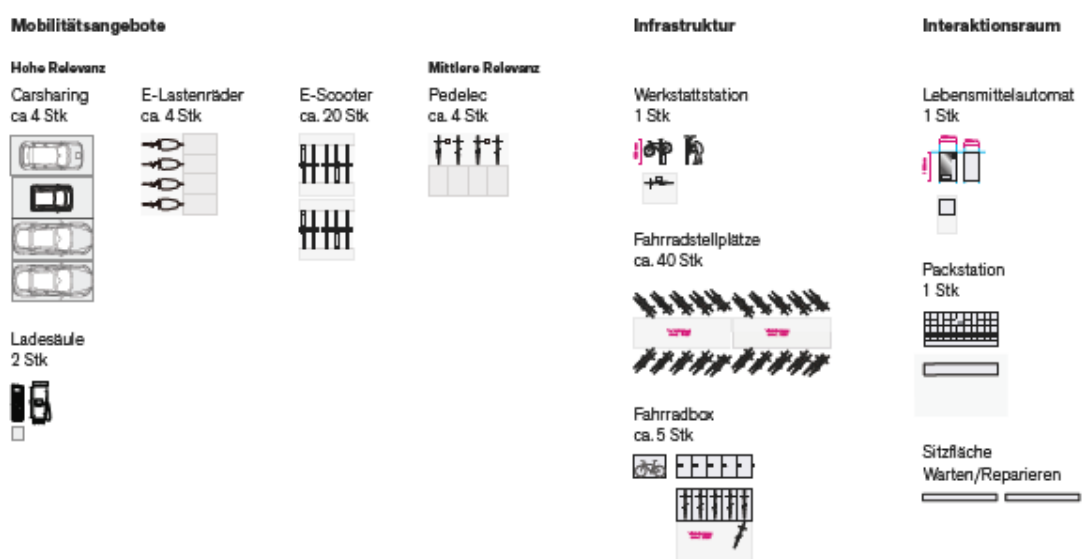 Mobilitätsangebote
Hohe Relevanz
Carsharing
ca 4 Stk
E-Lastenräder
ca. 4 Stk
E-Scooter
ca. 20 Stk
Mittlere Relevanz
Pedelec
ca. 4 Stk
Ladesäule
2 Stk
Infrastruktur
Werkstattstation
1 Stk
Fahrradstellplätze
ca. 40 Stk
Fahrradbox
ca. 5 Stk
Interaktionsraum
Lebensmittelautomat
1 Stk
Packstation
1 Stk
Sitzfläche
Warten/Reparieren